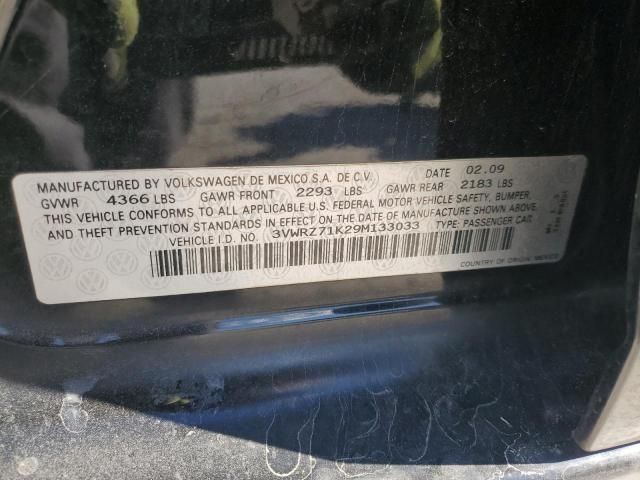 MANUFACTURED BY VOLKSWAGEN DE MEXICO S.A. DE C.V. DATE 02.09
GVWR 4366 LBS GAWR FRONT 2293 LBS GAWR REAR 2183 LBS
THIS VEHICLE CONFORMS TO ALL APPLICABLE U.S. FEDERAL MOTOR VEHICLE SAFETY, BUMPER,
AND THEFT PREVENTION STANDARDS IN EFFECT ON THE DATE OF MANUFACTURE SHOWN ABOVE.
VEHICLE I.D. NO. 3VWRZ71K29M133033 TYPE: PASSENGER CAR
COUNTRY OF ORIGIN: MEXICO